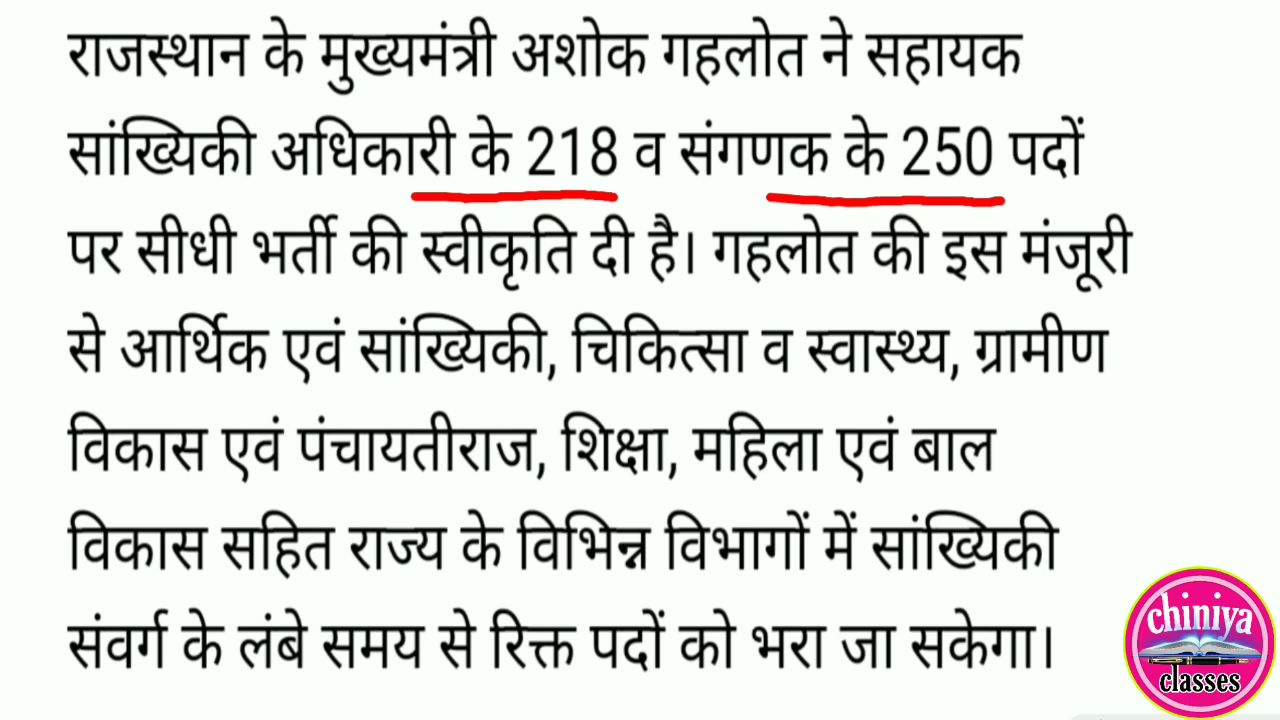 राजस्थान के मुख्यमंत्री अशोक गहलोत ने सहायक
सांख्यिकी अधिकारी के 218 व संगणक के 250 पदों
पर सीधी भर्ती की स्वीकृति दी है। गहलोत की इस मंजूरी
से आर्थिक एवं सांख्यिकी, चिकित्सा व स्वास्थ्य, ग्रामीण
विकास एवं पंचायतीराज, शिक्षा, महिला एवं बाल
विकास सहित राज्य के विभिन्न विभागों में सांख्यिकी
संवर्ग के लंबे समय से रिक्त पदों को भरा जा सकेगा।
chiniya
classes